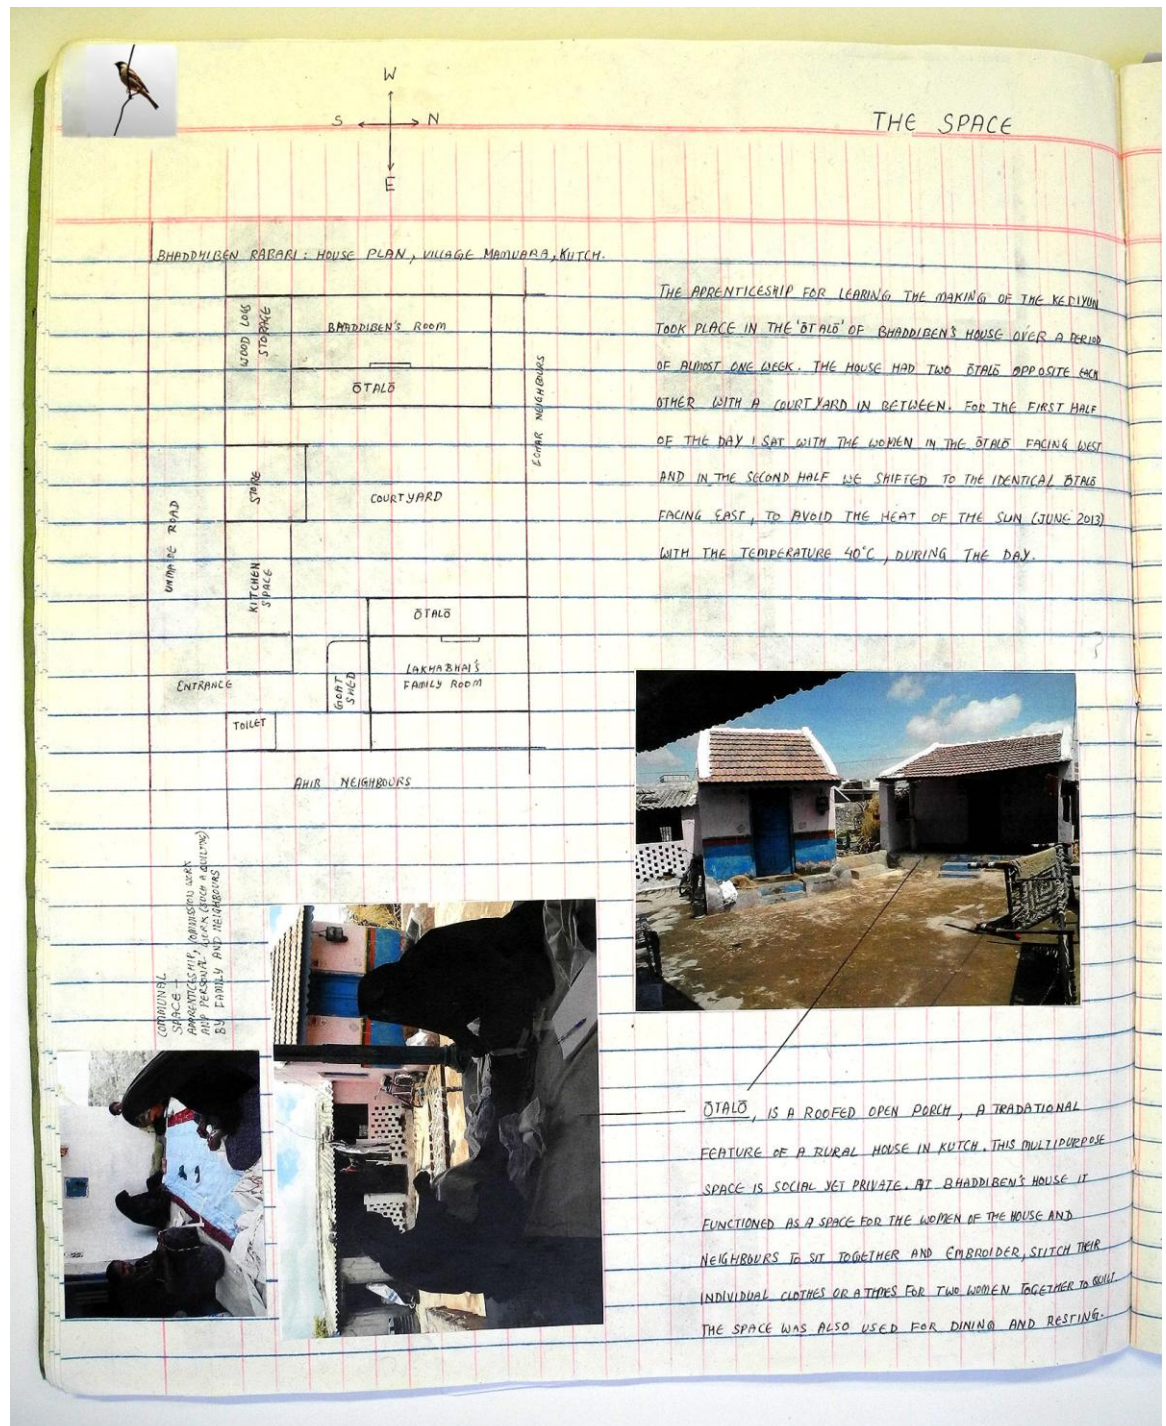 W
S N
E
THE SPACE
BHADDHIBEN RABARI : HOUSE PLAN, VILLAGE MAMUARA, KUTCH.
WOOD LOG
STORAGE
BHADDIBEN'S ROOM
ŌTALŌ
NEIGHBOURS
STORE
COURTYARD
UNMADE ROAD
KITCHEN
SPACE
ŌTALŌ
LAKHABHAI'S
FAMILY ROOM
GOAT
SHED
ENTRANCE
TOILET
AHIR NEIGHBOURS
THE APRENTICESHIP FOR LEARING THE MAKING OF THE KEDIYUN
TOOK PLACE IN THE 'ŌTALŌ' OF BHADDIBEN'S HOUSE OVER A PERIOD
OF ALMOST ONE WEEK. THE HOUSE HAD TWO ŌTALŌ OPPOSITE EACH
OTHER WITH A COURTYARD IN BETWEEN. FOR THE FIRST HALF
OF THE DAY I SAT WITH THE WOMEN IN THE ŌTALŌ FACING WEST
AND IN THE SECOND HALF WE SHIFTED TO THE IDENTICAL ŌTALŌ
FACING EAST, TO AVOID THE HEAT OF THE SUN (JUNE 2013)
WITH THE TEMPERATURE 40°C, DURING THE DAY.
COMMUNAL
SPACE –
APPRENTICESHIP, COMMISSION WORK
AND PERSONAL WORK (SUCH A QUILTING)
BY FAMILY AND NEIGHBOURS
ŌTALŌ, IS A ROOFED OPEN PORCH, A TRADATIONAL
FEATURE OF A RURAL HOUSE IN KUTCH. THIS MULTIPURPOSE
SPACE IS SOCIAL YET PRIVATE. AT BHADDIBEN'S HOUSE IT
FUNCTIONED AS A SPACE FOR THE WOMEN OF THE HOUSE AND
NEIGHBOURS TO SIT TOGETHER AND EMBROIDER, STITCH THEIR
INDIVIDUAL CLOTHES OR A TIMES FOR TWO WOMEN TOGETHER TO QUILT.
THE SPACE WAS ALSO USED FOR DINING AND RESTING.